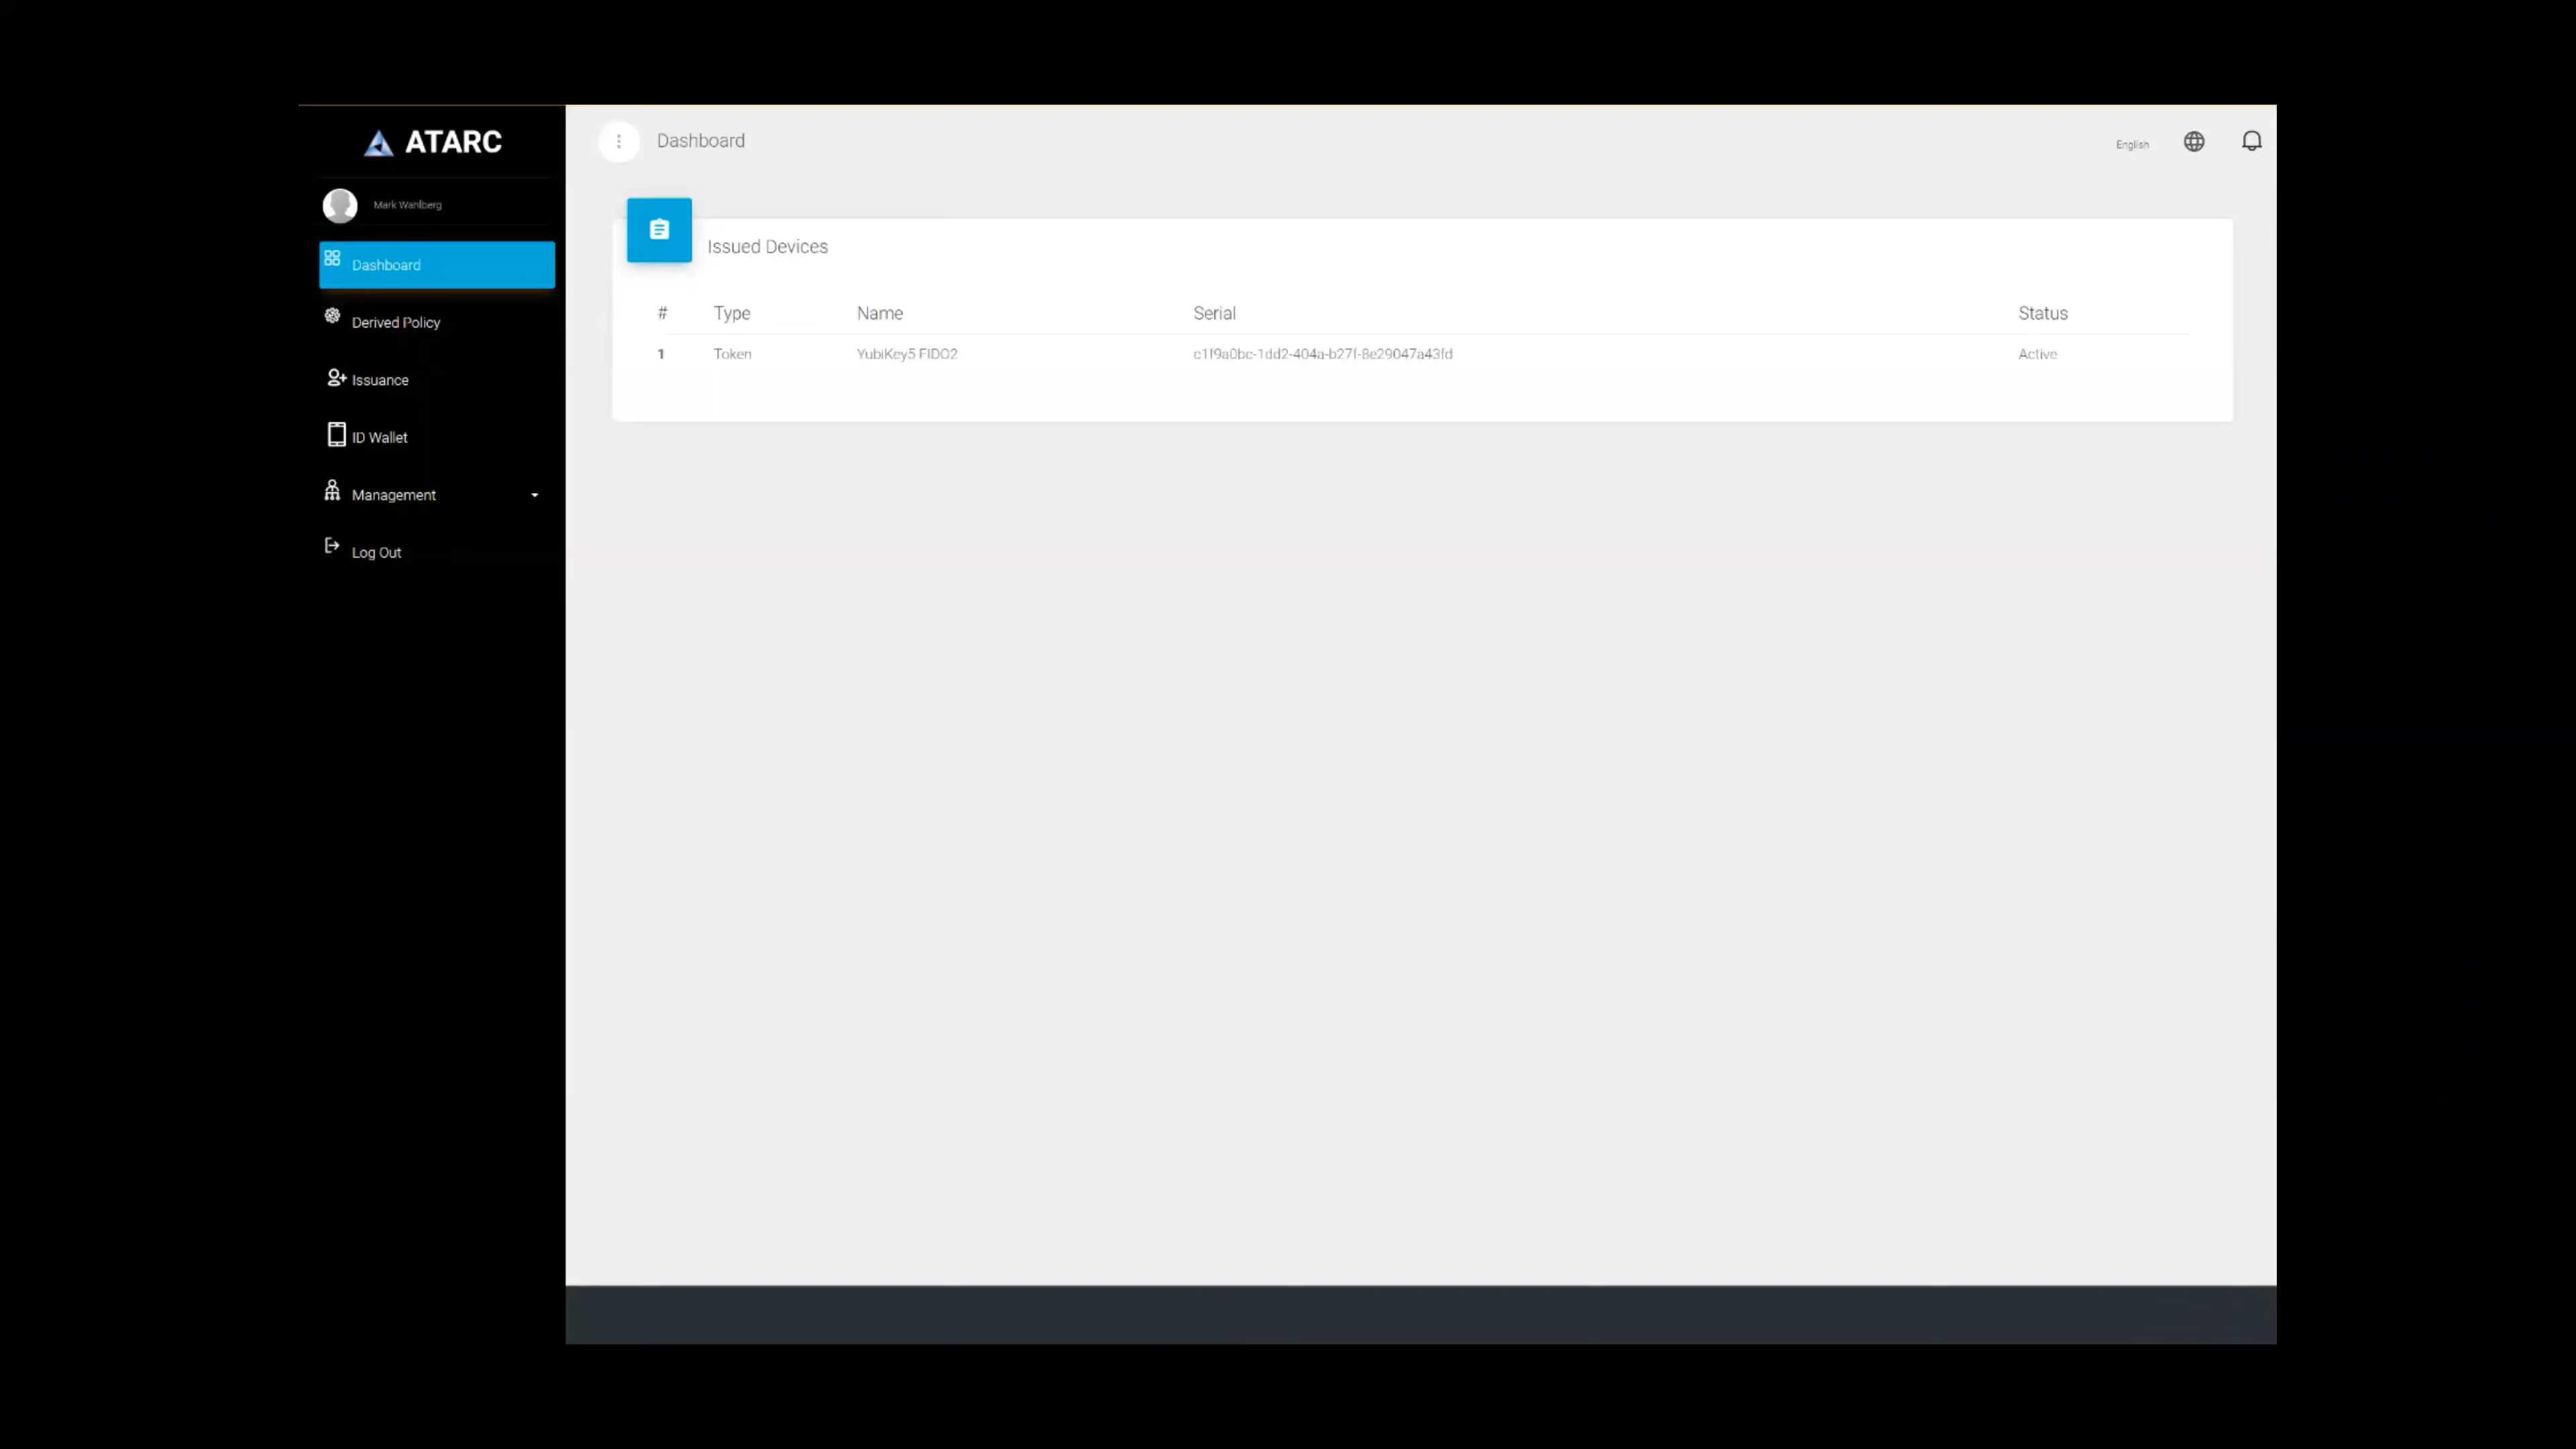 ATARC
Dashboard
English
Mark Wahlberg
Dashboard
Derived Policy
Issuance
ID Wallet
Management
Log Out
Issued Devices
# Type Name Serial Status
1 Token YubiKey5 FIDO2 c1f9a0bc-1dd2-404a-b27f-8e29047a43fd Active